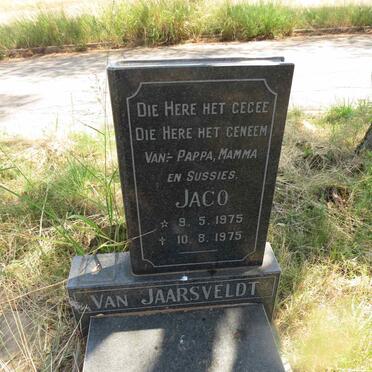 DIE HERE HET GEGEE
DIE HERE HET GENEEM
VAN:- PAPPA, MAMMA
EN SUSSIES.
JACO
☆ 9.5.1975
† 10.8.1975
VAN JAARSVELDT